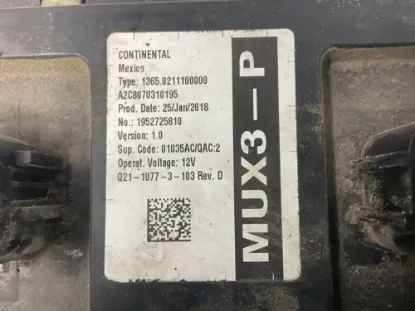 CONTINENTAL
Mexico
Type: 1365.0211100000
A2C8070310195
Prod. Date: 25/Jan/2018
No.: 1952725810
Version: 1.0
Sup. Code: 01035AC/QAC:2
Operat. Voltage: 12V
Q21-1077-3-103 Rev. D
MUX3-P